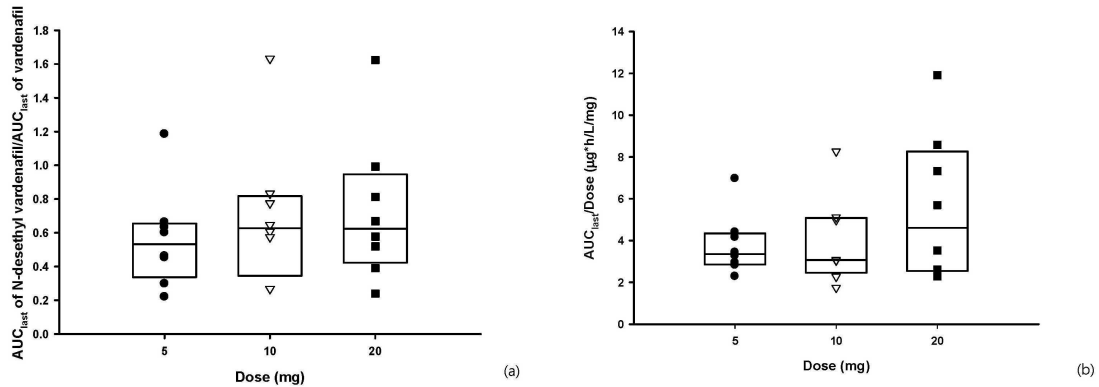 AUClast of N-desethyl vardenafil/AUClast of vardenafil
1.8
1.6
1.4
1.2
1.0
0.8
0.6
0.4
0.2
0.0
5 10 20
Dose (mg)
(a)
AUClast/Dose (µg*h/L/mg)
14
12
10
8
6
4
2
0
5 10 20
Dose (mg)
(b)